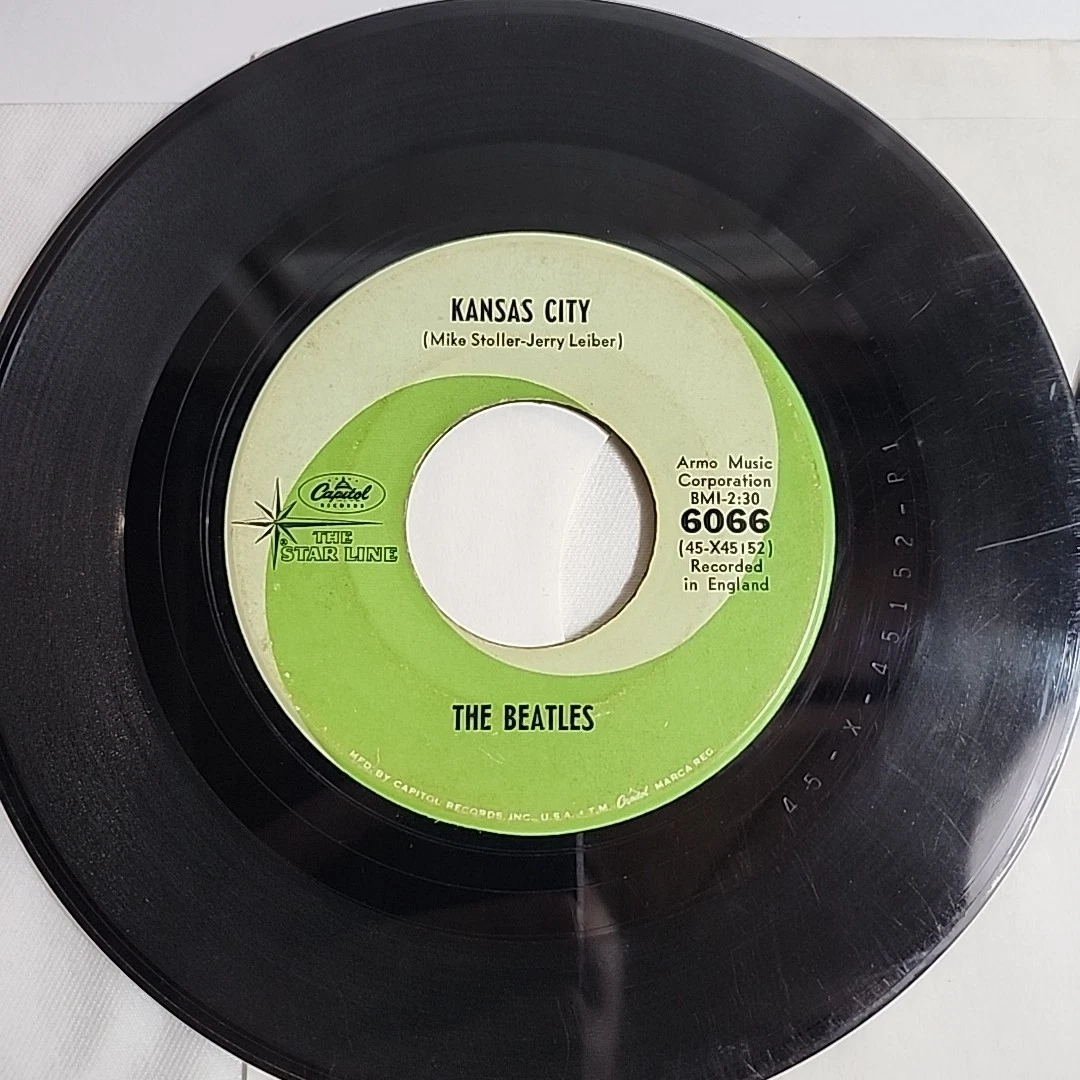 KANSAS CITY
(Mike Stoller-Jerry Leiber)
Capitol
RECORDS
THE
STAR LINE
®
Armo Music
Corporation
BMI-2:30
6066
(45-X45152)
Recorded
in England
THE BEATLES
MFD. BY CAPITOL RECORDS, INC., U.S.A. • T.M. Capitol MARCA REG.
45-X-45152-P1